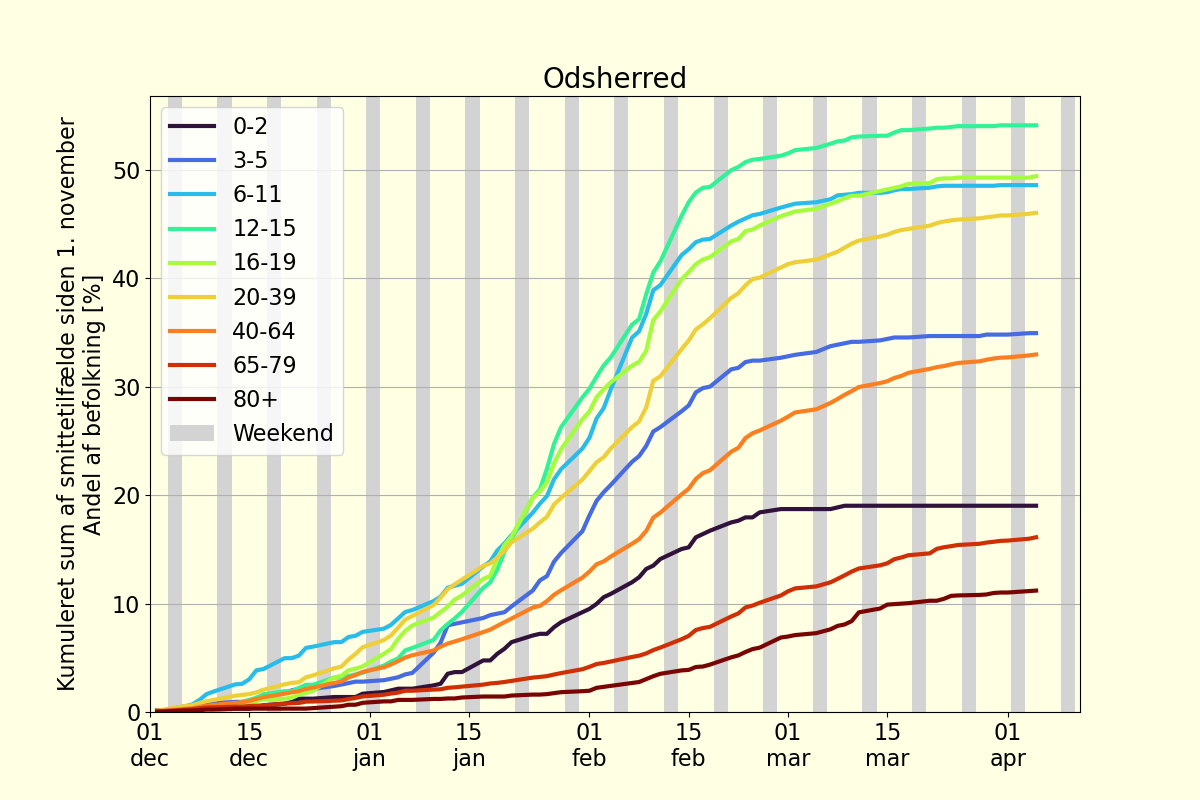 Odsherred
Kumuleret sum af smittetilfælde siden 1. november
Andel af befolkning [%]
50
40
30
20
10
0
0-2
3-5
6-11
12-15
16-19
20-39
40-64
65-79
80+
Weekend
01 15 01 15 01 15 01 15 01
dec dec jan jan feb feb mar mar apr